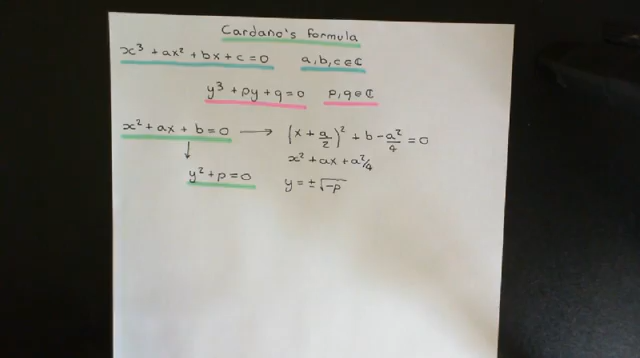 Cardano's Formula
x³ + ax² + bx + c = 0 a,b,c ∈ ℂ
y³ + py + q = 0 p,q ∈ ℂ
x² + ax + b = 0 → (x + a/2)² + b - a²/4 = 0
x² + ax + a²/4
↓
y² + p = 0 y = ± √-p